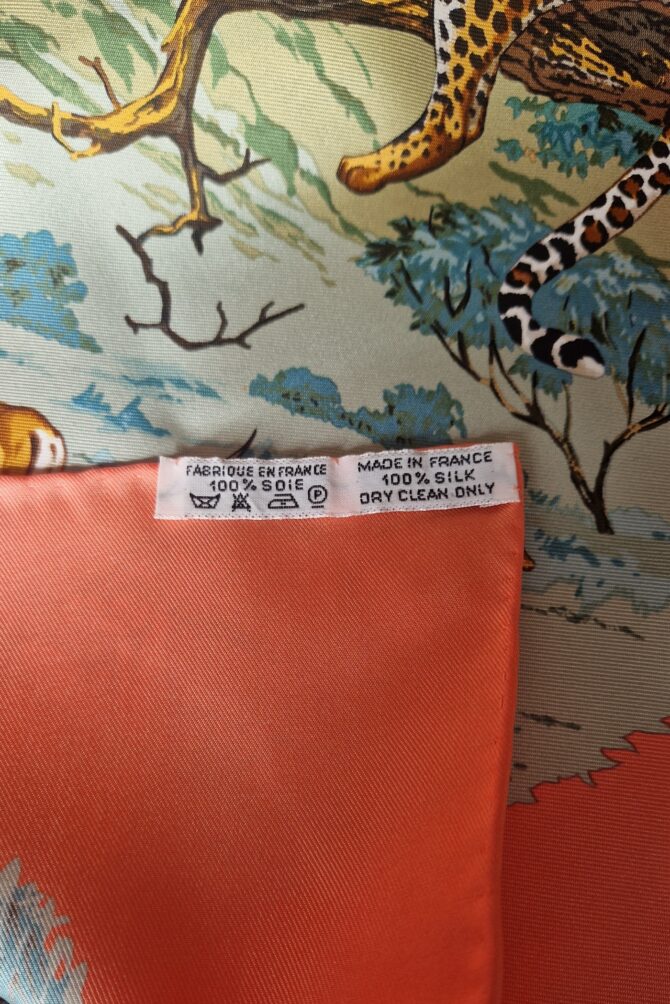 FABRIQUE EN FRANCE
100% SOIE
P
MADE IN FRANCE
100% SILK
DRY CLEAN ONLY